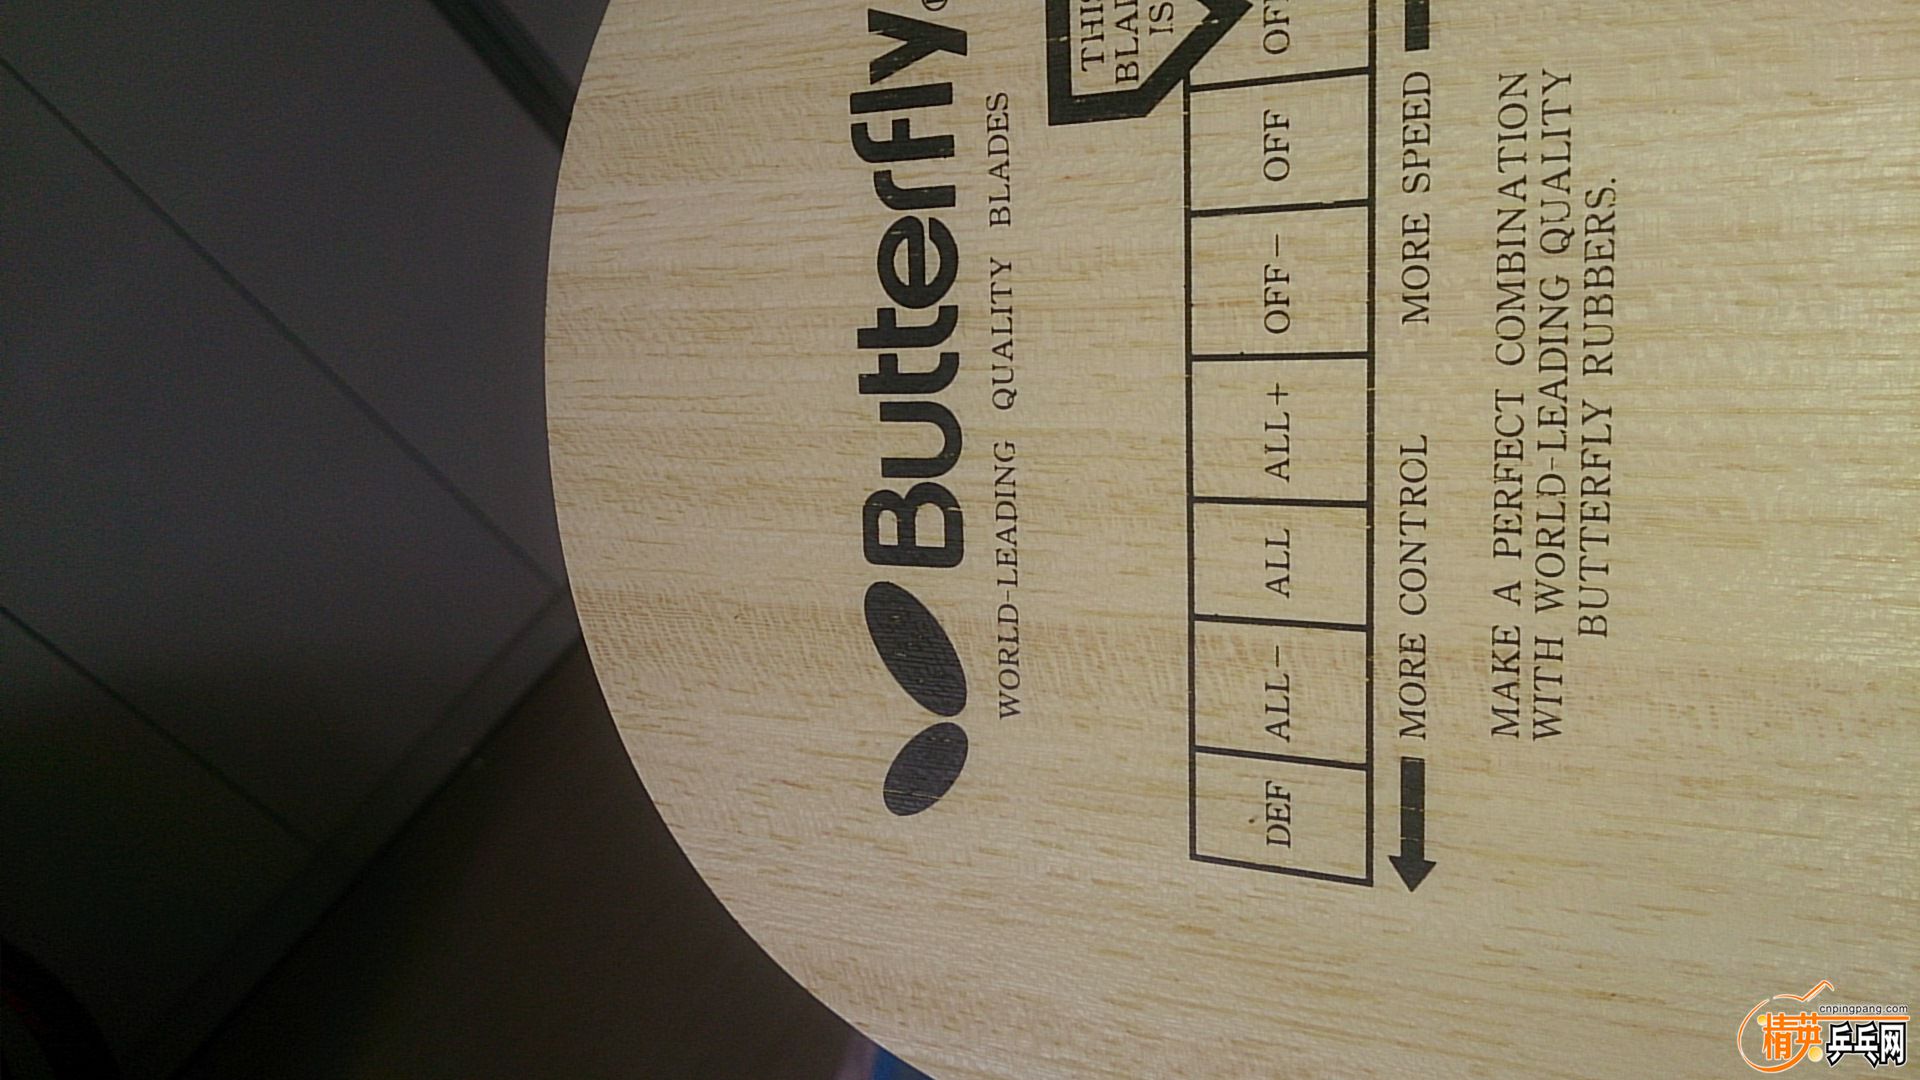 Butterfly
WORLD-LEADING QUALITY BLADES
IS
DEF ALL- ALL ALL+ OFF- OFF
MORE CONTROL MORE SPEED
MAKE A PERFECT COMBINATION
WITH WORLD-LEADING QUALITY
BUTTERFLY RUBBERS.
cnpingpang.com
精英乒乓网